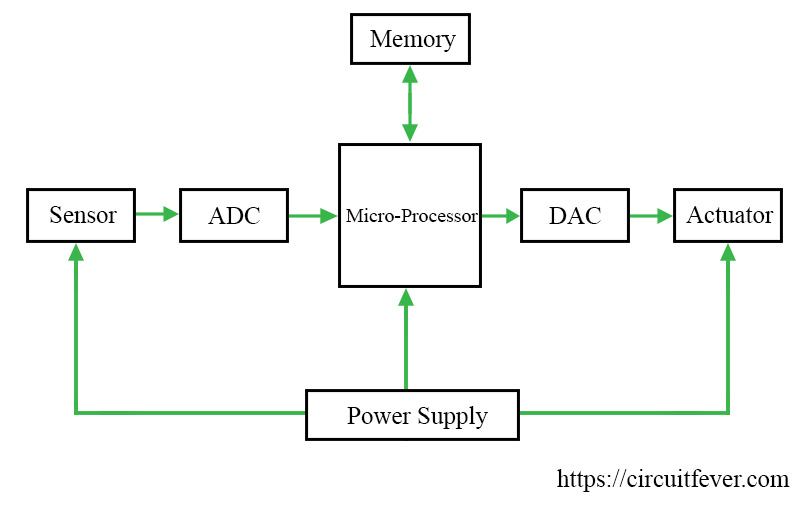 Memory
Sensor
ADC
Micro-Processor
DAC
Actuator
Power Supply
https://circuitfever.com